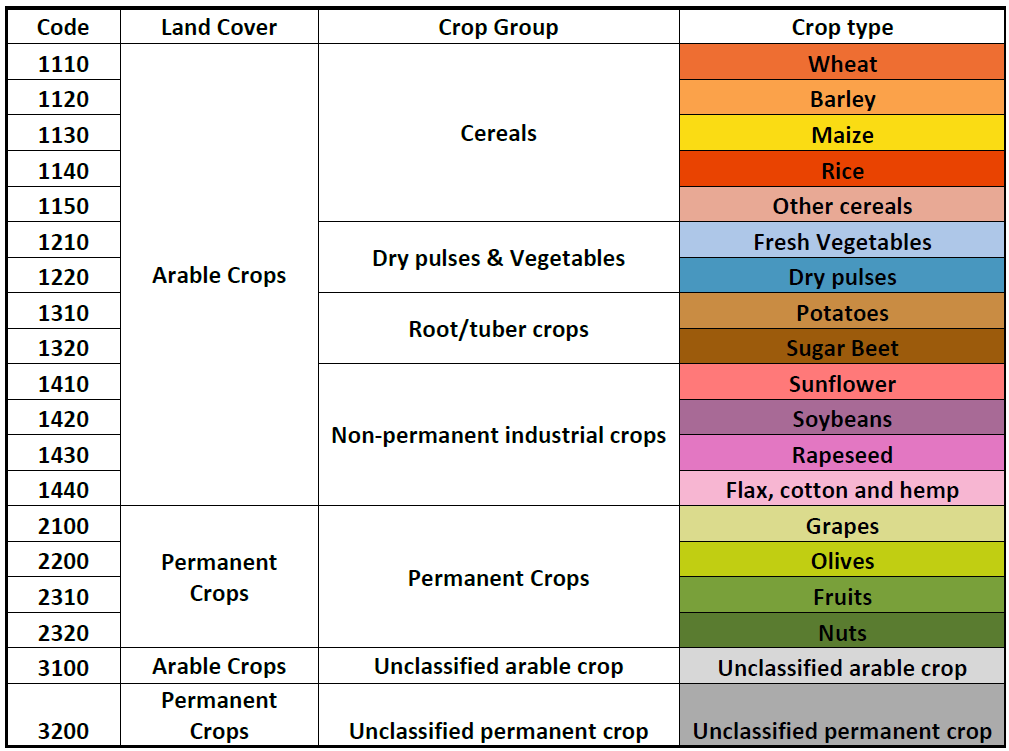 Code Land Cover Crop Group Crop type
1110 Wheat
1120 Barley
Cereals
1130 Maize
1140 Rice
1150 Other cereals
1210 Fresh Vegetables
Dry pulses & Vegetables
Arable Crops
1220 Dry pulses
1310 Potatoes
Root/tuber crops
1320 Sugar Beet
1410 Sunflower
1420 Soybeans
Non-permanent industrial crops
1430 Rapeseed
1440 Flax, cotton and hemp
2100 Grapes
2200 Permanent Olives
Permanent Crops
Crops
2310 Fruits
2320 Nuts
3100 Arable Crops Unclassified arable crop Unclassified arable crop
Permanent
3200 Crops Unclassified permanent crop Unclassified permanent crop